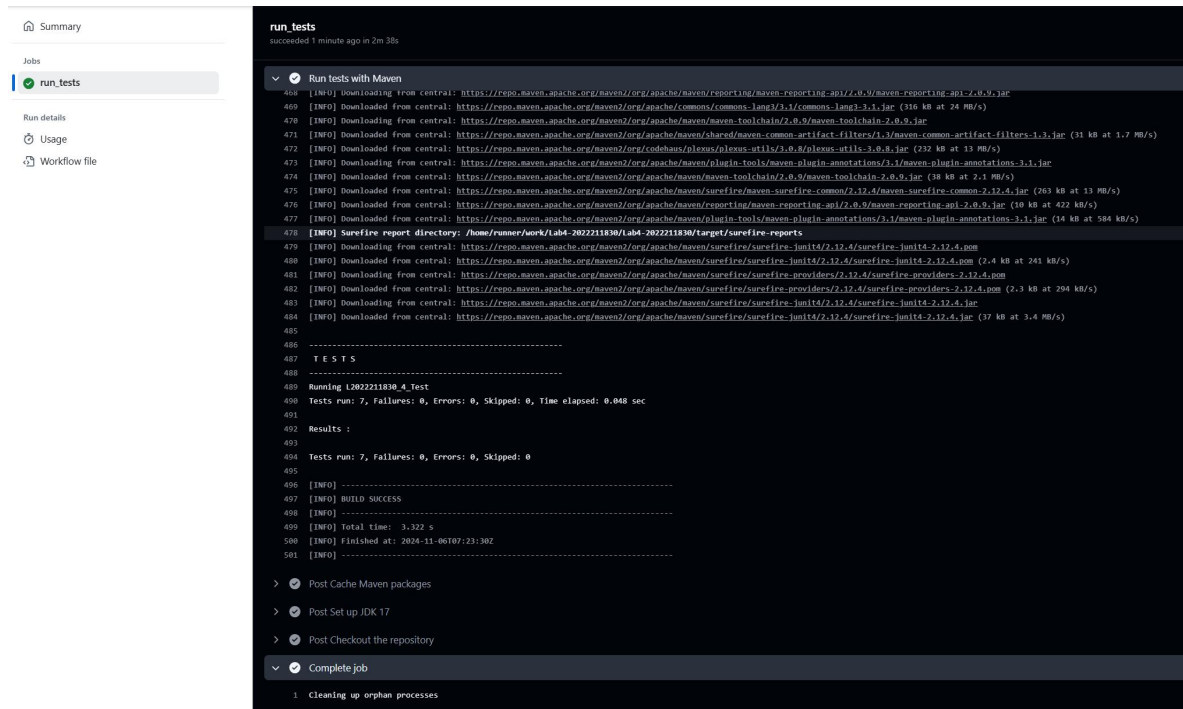 Summary
Jobs
run_tests
Run details
Usage
Workflow file
run_tests
succeeded 1 minute ago in 2m 38s
Run tests with Maven
468 [INFO] Downloading from central: https://repo.maven.apache.org/maven2/org/apache/maven/reporting/maven-reporting-api/2.0.9/maven-reporting-api-2.0.9.jar
469 [INFO] Downloaded from central: https://repo.maven.apache.org/maven2/org/apache/commons/commons-lang3/3.1/commons-lang3-3.1.jar (316 kB at 24 MB/s)
470 [INFO] Downloading from central: https://repo.maven.apache.org/maven2/org/apache/maven/maven-toolchain/2.0.9/maven-toolchain-2.0.9.jar
471 [INFO] Downloaded from central: https://repo.maven.apache.org/maven2/org/apache/maven/shared/maven-common-artifact-filters/1.3/maven-common-artifact-filters-1.3.jar (31 kB at 1.7 MB/s)
472 [INFO] Downloaded from central: https://repo.maven.apache.org/maven2/org/codehaus/plexus/plexus-utils/3.0.8/plexus-utils-3.0.8.jar (232 kB at 13 MB/s)
473 [INFO] Downloading from central: https://repo.maven.apache.org/maven2/org/apache/maven/plugin-tools/maven-plugin-annotations/3.1/maven-plugin-annotations-3.1.jar
474 [INFO] Downloaded from central: https://repo.maven.apache.org/maven2/org/apache/maven/maven-toolchain/2.0.9/maven-toolchain-2.0.9.jar (38 kB at 2.1 MB/s)
475 [INFO] Downloaded from central: https://repo.maven.apache.org/maven2/org/apache/maven/surefire/maven-surefire-common/2.12.4/maven-surefire-common-2.12.4.jar (263 kB at 13 MB/s)
476 [INFO] Downloaded from central: https://repo.maven.apache.org/maven2/org/apache/maven/reporting/maven-reporting-api/2.0.9/maven-reporting-api-2.0.9.jar (10 kB at 422 kB/s)
477 [INFO] Downloaded from central: https://repo.maven.apache.org/maven2/org/apache/maven/plugin-tools/maven-plugin-annotations/3.1/maven-plugin-annotations-3.1.jar (14 kB at 584 kB/s)
478 [INFO] Surefire report directory: /home/runner/work/Lab4-2022211830/Lab4-2022211830/target/surefire-reports
479 [INFO] Downloading from central: https://repo.maven.apache.org/maven2/org/apache/maven/surefire/surefire-junit4/2.12.4/surefire-junit4-2.12.4.pom
480 [INFO] Downloaded from central: https://repo.maven.apache.org/maven2/org/apache/maven/surefire/surefire-junit4/2.12.4/surefire-junit4-2.12.4.pom (2.4 kB at 241 kB/s)
481 [INFO] Downloading from central: https://repo.maven.apache.org/maven2/org/apache/maven/surefire/surefire-providers/2.12.4/surefire-providers-2.12.4.pom
482 [INFO] Downloaded from central: https://repo.maven.apache.org/maven2/org/apache/maven/surefire/surefire-providers/2.12.4/surefire-providers-2.12.4.pom (2.3 kB at 294 kB/s)
483 [INFO] Downloading from central: https://repo.maven.apache.org/maven2/org/apache/maven/surefire/surefire-junit4/2.12.4/surefire-junit4-2.12.4.jar
484 [INFO] Downloaded from central: https://repo.maven.apache.org/maven2/org/apache/maven/surefire/surefire-junit4/2.12.4/surefire-junit4-2.12.4.jar (37 kB at 3.4 MB/s)
485
486 -------------------------------------------------------
487 T E S T S
488 -------------------------------------------------------
489 Running L2022211830_4_Test
490 Tests run: 7, Failures: 0, Errors: 0, Skipped: 0, Time elapsed: 0.048 sec
491
492 Results :
493
494 Tests run: 7, Failures: 0, Errors: 0, Skipped: 0
495
496 [INFO] ------------------------------------------------------------------------
497 [INFO] BUILD SUCCESS
498 [INFO] ------------------------------------------------------------------------
499 [INFO] Total time: 3.322 s
500 [INFO] Finished at: 2024-11-06T07:23:30Z
501 [INFO] ------------------------------------------------------------------------
Post Cache Maven packages
Post Set up JDK 17
Post Checkout the repository
Complete job
1 Cleaning up orphan processes